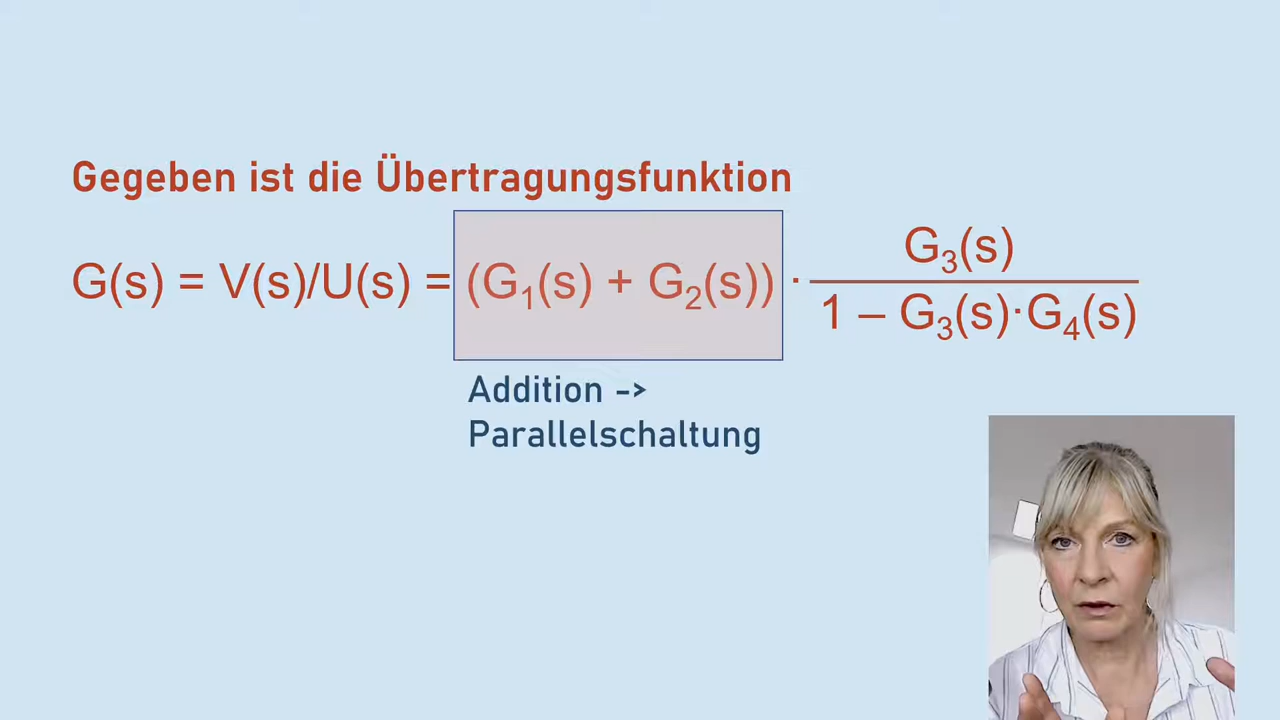 Gegeben ist die Übertragungsfunktion
G(s) = V(s)/U(s) = (G₁(s) + G₂(s)) · G₃(s) / 1 – G₃(s)·G₄(s)
Addition ->
Parallelschaltung